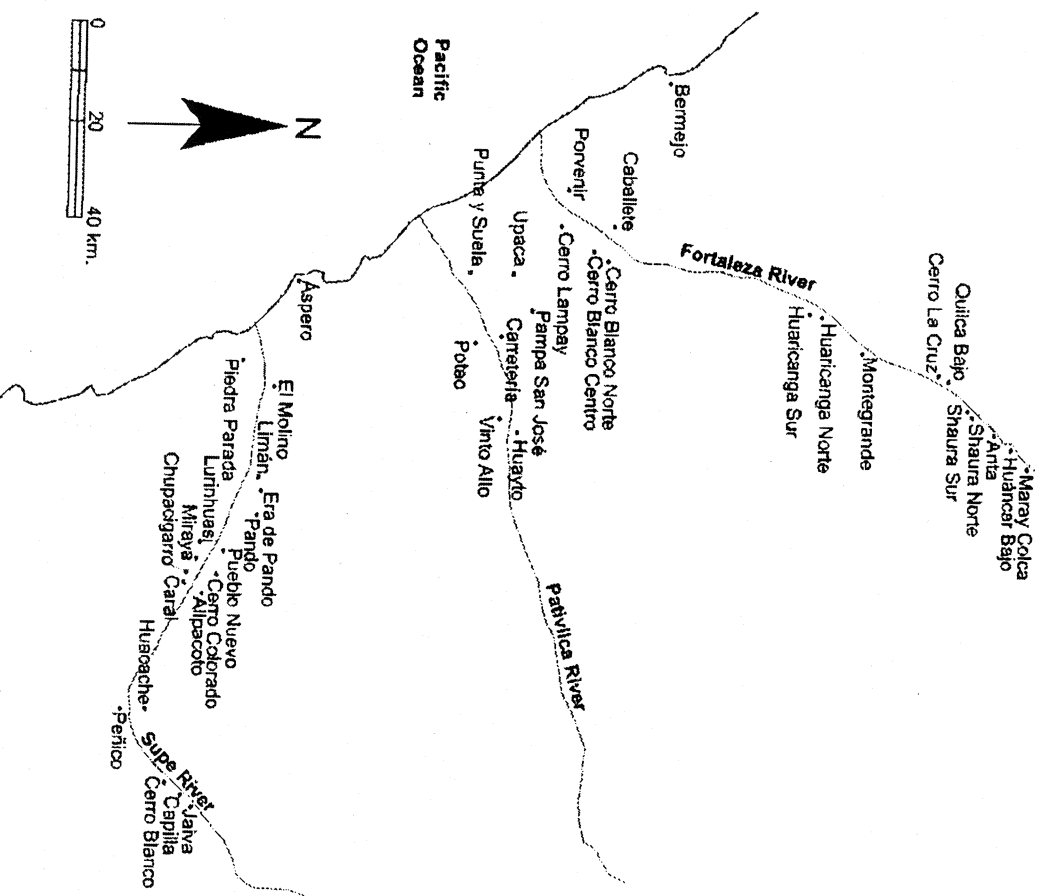 Maray Colca
Huáncar Bajo
Anta
Shaura Norte
Shaura Sur
Quilca Bajo
Cerro La Cruz
Montegrande
Huaricanga Norte
Huaricanga Sur
Fortaleza River
Bermejo
Caballete
Porvenir
Cerro Blanco Norte
Cerro Blanco Centro
Cerro Lampay
Pampa San José
Upaca
Carreteria
Huayto
Punta y Suela
Potao
Vinto Alto
Pativilca River
Pacific
Ocean
N
0
20
40 km.
Aspero
El Molino
Limán
Era de Pando
Pando
Piedra Parada
Pueblo Nuevo
Lurinhuasi
Cerro Colorado
Miraya
Allpacoto
Chupacigarro
Caral
Huacache
Peñico
Supe River
Jaiva
Capilla
Cerro Blanco